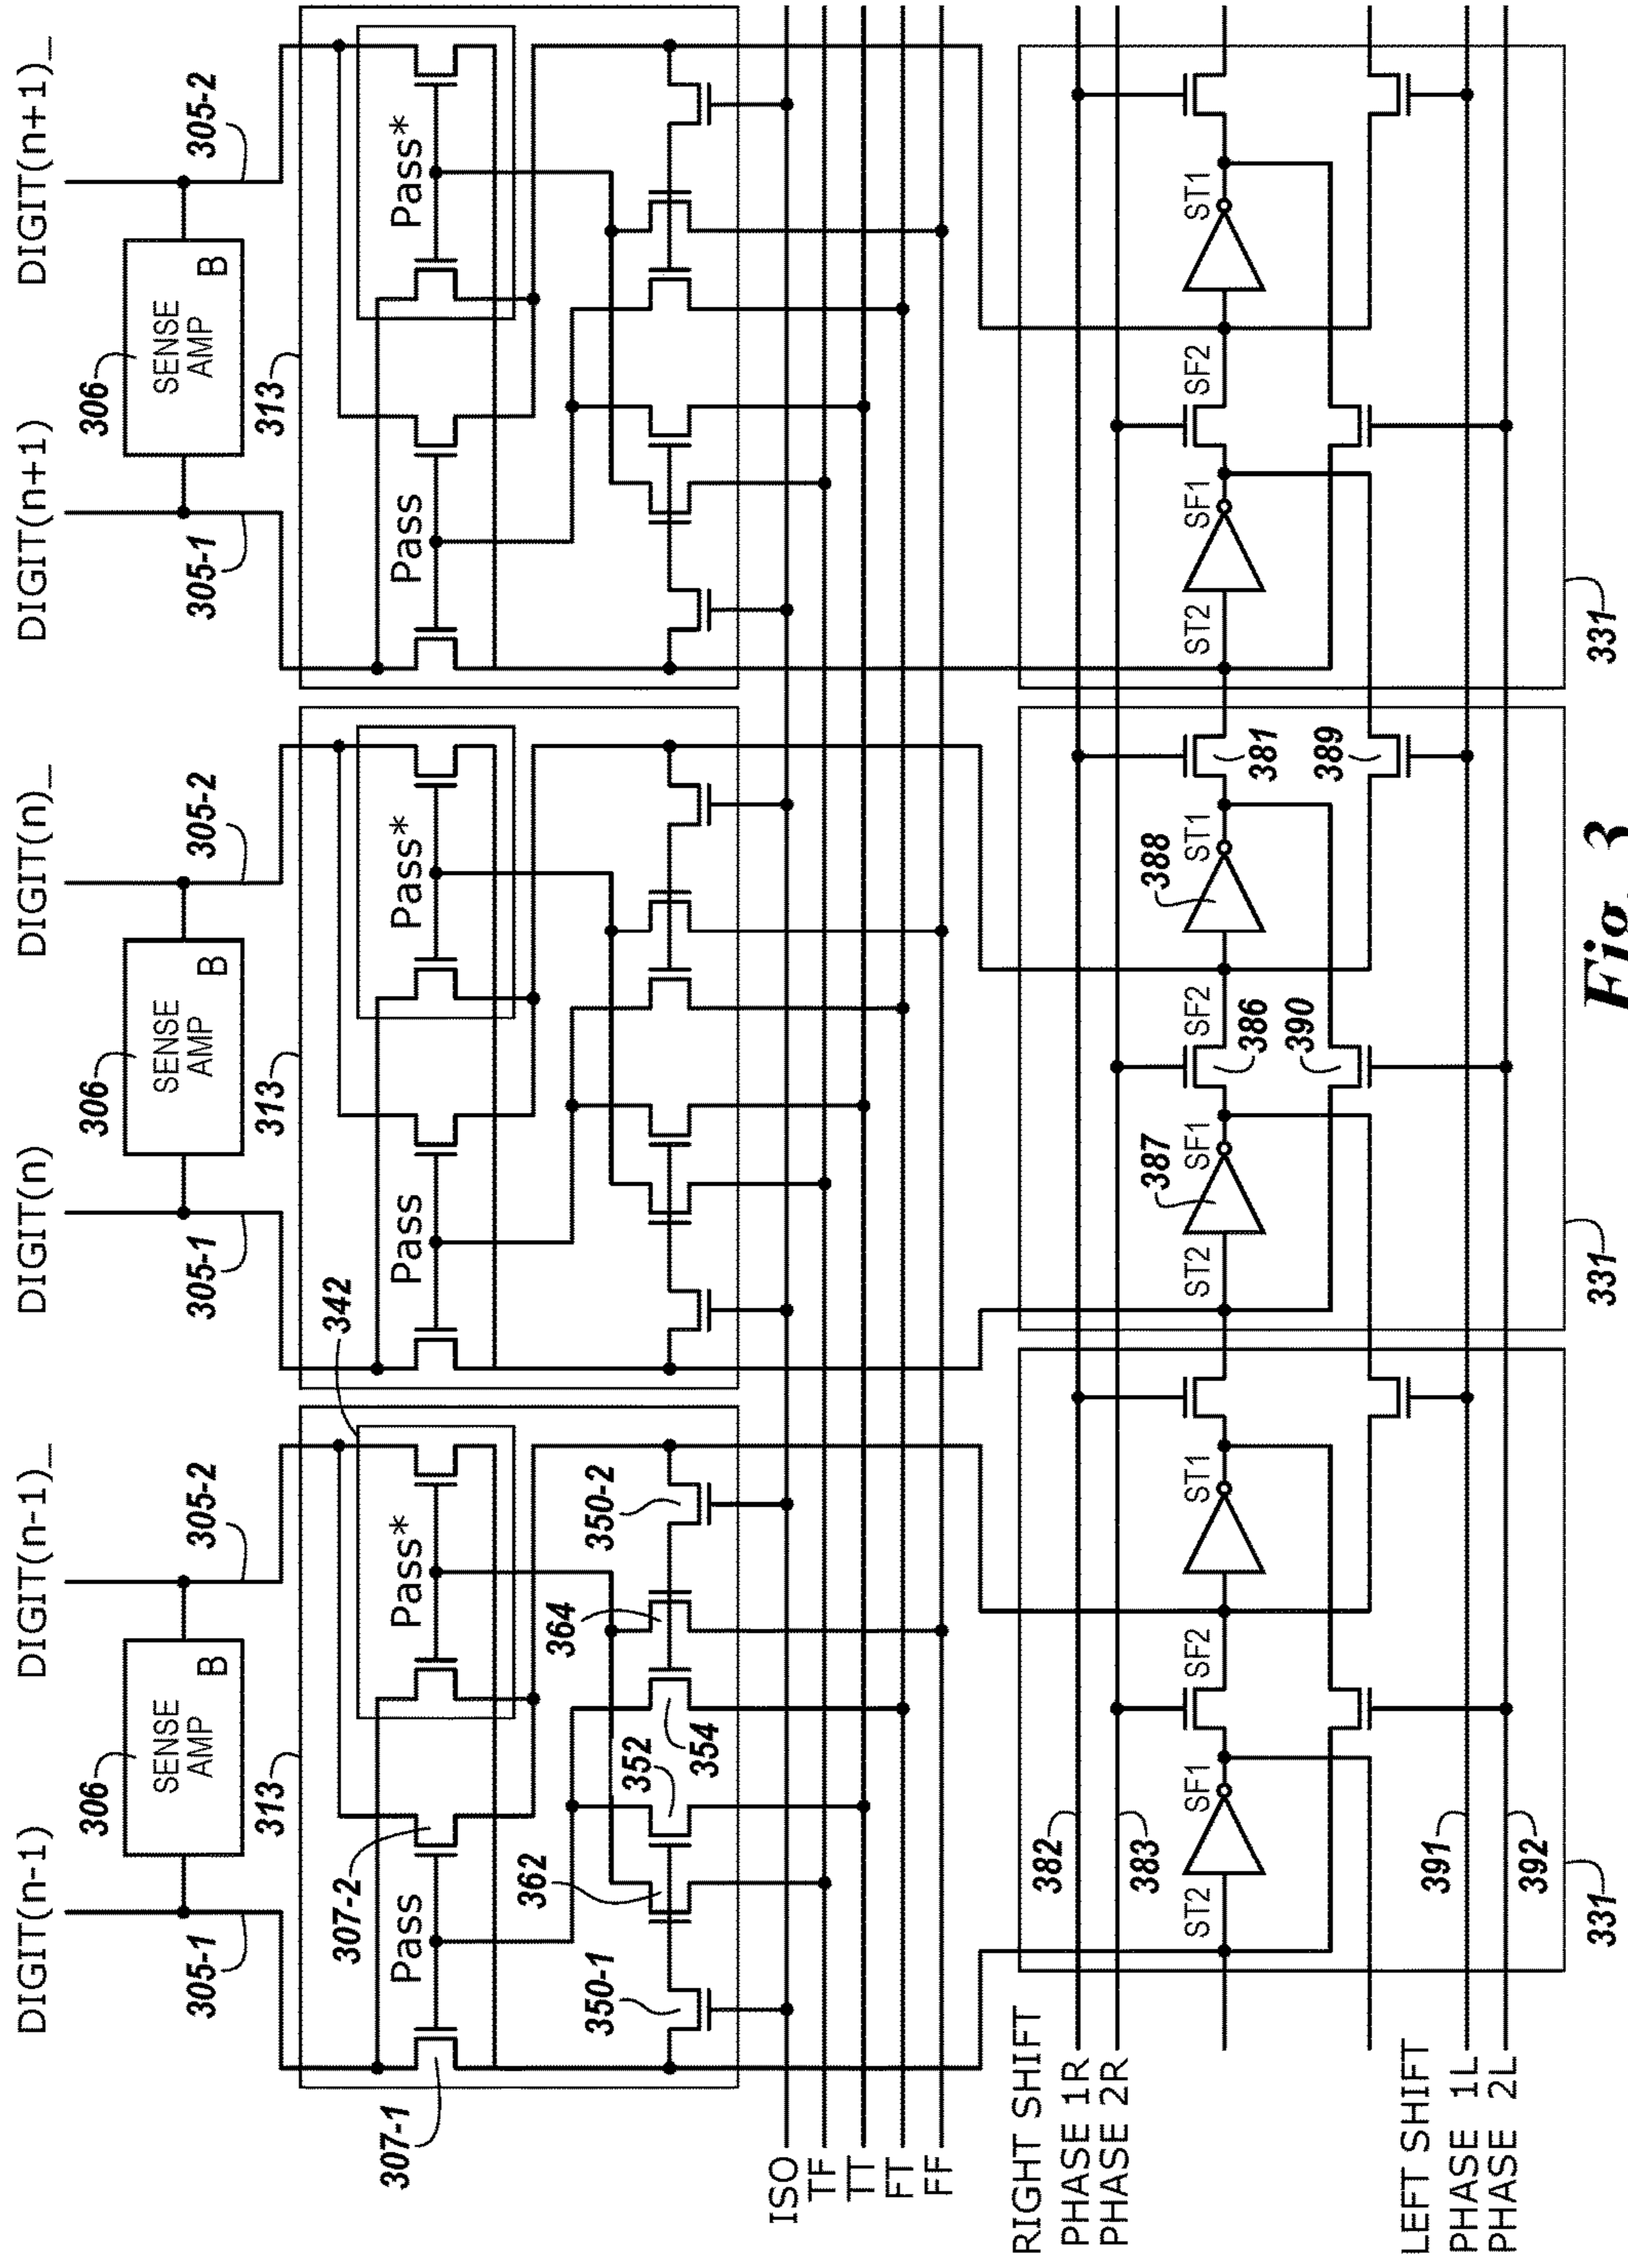 DIGIT(n-1)
DIGIT(n-1)_
DIGIT(n)
DIGIT(n)_
DIGIT(n+1)
DIGIT(n+1)_
305-1
306
SENSE
AMP
B
305-2
305-1
306
SENSE
AMP
B
305-2
305-1
306
SENSE
AMP
B
305-2
313
342
313
313
307-1
307-2
Pass
Pass*
Pass
Pass*
Pass
Pass*
350-1
362
352
354
364
350-2
ISO
TF
TT
FT
FF
RIGHT SHIFT
PHASE 1R
PHASE 2R
382
383
ST2
SF1
SF2
ST1
387
388
ST2
SF1
SF2
ST1
386
381
390
389
ST2
SF1
SF2
ST1
LEFT SHIFT
PHASE 1L
PHASE 2L
391
392
331
331
331
Fig. 3